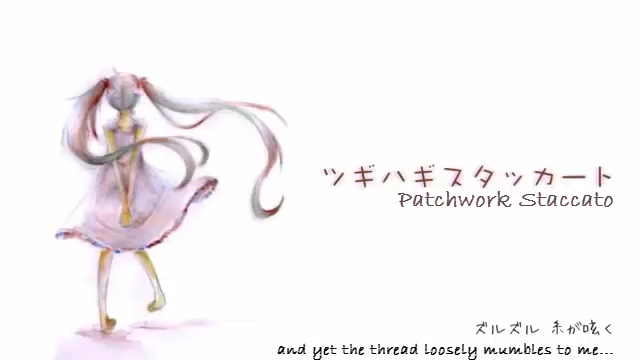 ツギハギスタッカート
Patchwork Staccato
ズルズル 糸が呟く
and yet the thread loosely mumbles to me...